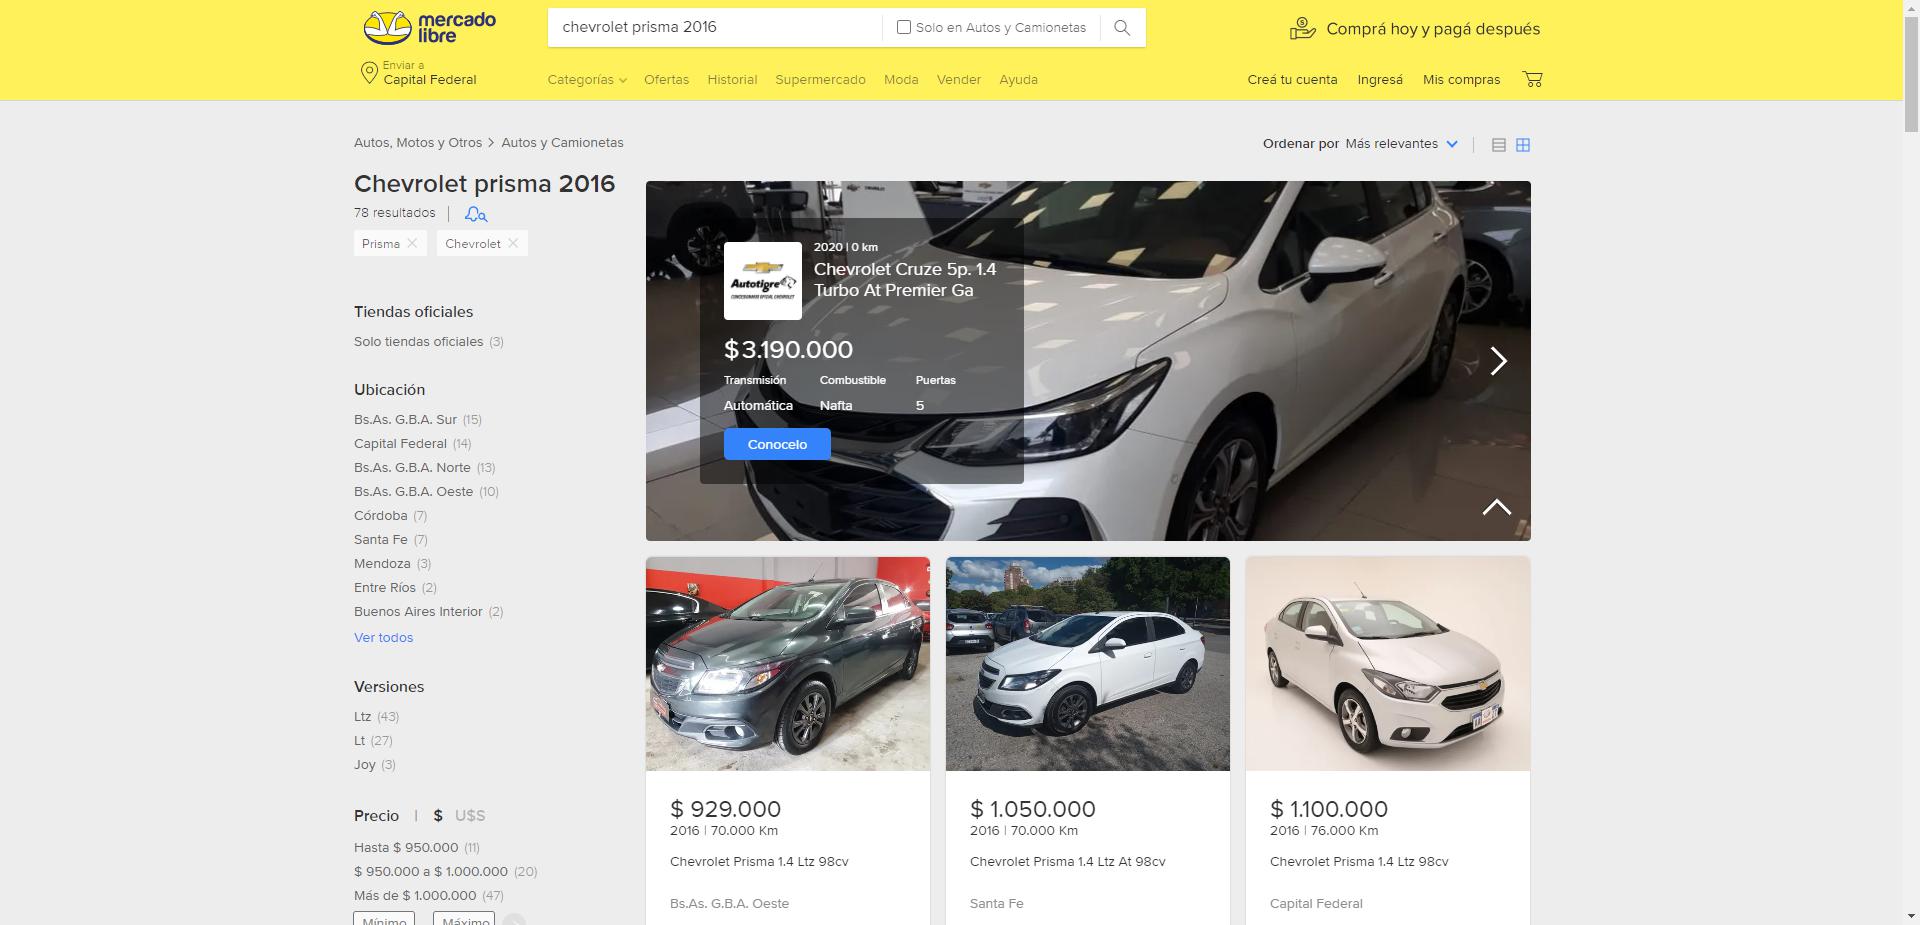 mercado
libre
chevrolet prisma 2016
Solo en Autos y Camionetas
Comprá hoy y pagá después
Enviar a
Capital Federal
Categorías
Ofertas
Historial
Supermercado
Moda
Vender
Ayuda
Creá tu cuenta
Ingresá
Mis compras
Autos, Motos y Otros
Autos y Camionetas
Ordenar por Más relevantes
Chevrolet prisma 2016
78 resultados
Prisma
Chevrolet
Tiendas oficiales
Solo tiendas oficiales (3)
Ubicación
Bs.As. G.B.A. Sur (15)
Capital Federal (14)
Bs.As. G.B.A. Norte (13)
Bs.As. G.B.A. Oeste (10)
Córdoba (7)
Santa Fe (7)
Mendoza (3)
Entre Ríos (2)
Buenos Aires Interior (2)
Ver todos
Versiones
Ltz (43)
Lt (27)
Joy (3)
Precio | $ U$S
Hasta $ 950.000 (11)
$ 950.000 a $ 1.000.000 (20)
Más de $ 1.000.000 (47)
Mínimo
Máximo
Autotigre
CONCESIONARIO OFICIAL CHEVROLET
2020 | 0 km
Chevrolet Cruze 5p. 1.4
Turbo At Premier Ga
$ 3.190.000
Transmisión Combustible Puertas
Automática Nafta 5
Conocelo
$ 929.000
2016 | 70.000 Km
Chevrolet Prisma 1.4 Ltz 98cv
Bs.As. G.B.A. Oeste
$ 1.050.000
2016 | 70.000 Km
Chevrolet Prisma 1.4 Ltz At 98cv
Santa Fe
$ 1.100.000
2016 | 76.000 Km
Chevrolet Prisma 1.4 Ltz 98cv
Capital Federal